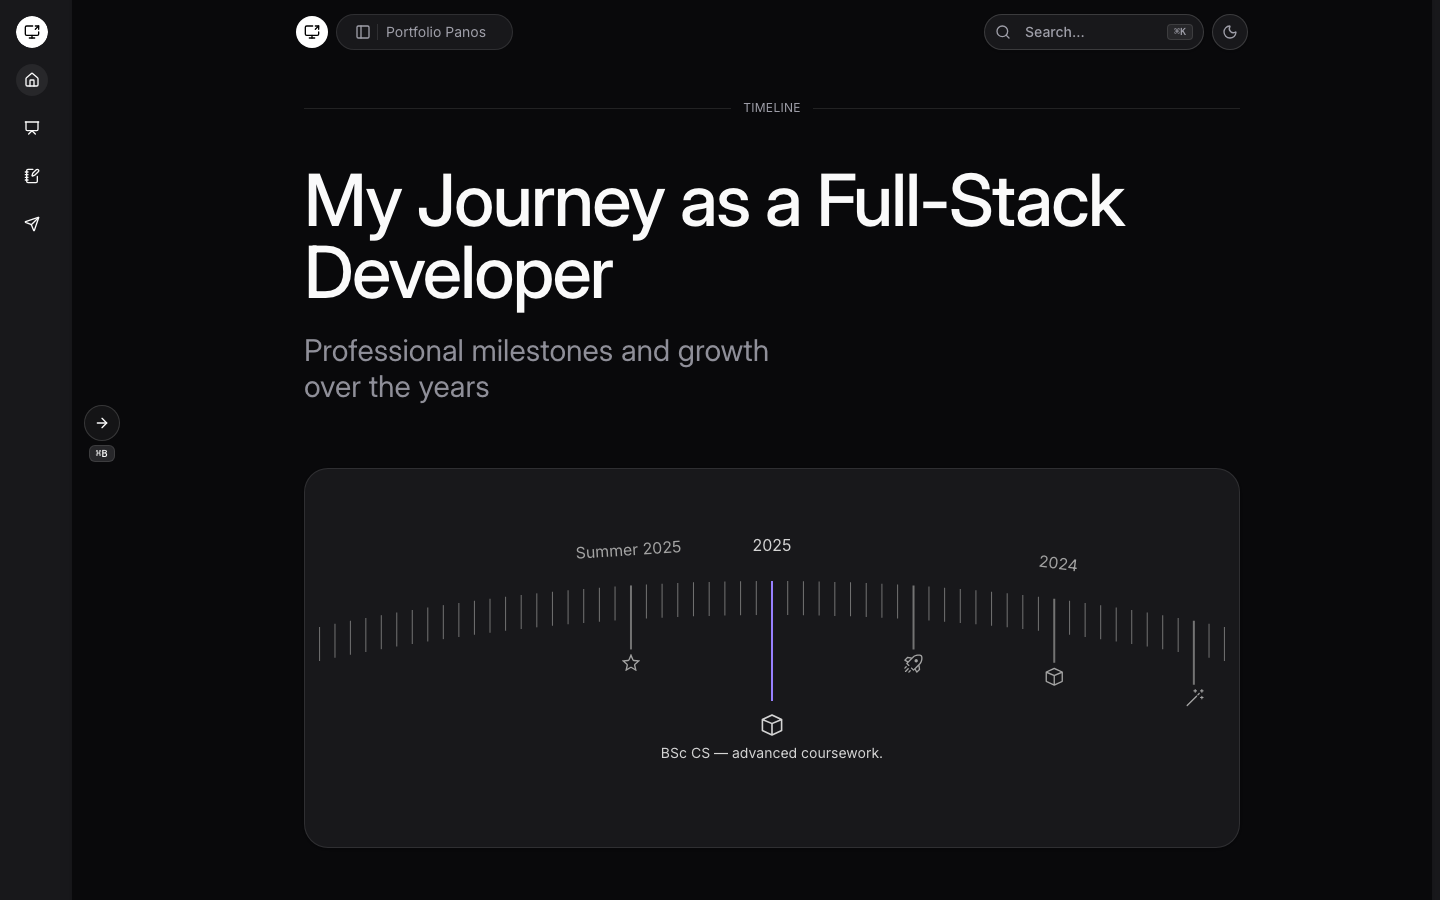 Portfolio Panos
Search...
⌘K
TIMELINE
My Journey as a Full-Stack
Developer
Professional milestones and growth
over the years
⌘B
Summer 2025
2025
2024
BSc CS — advanced coursework.